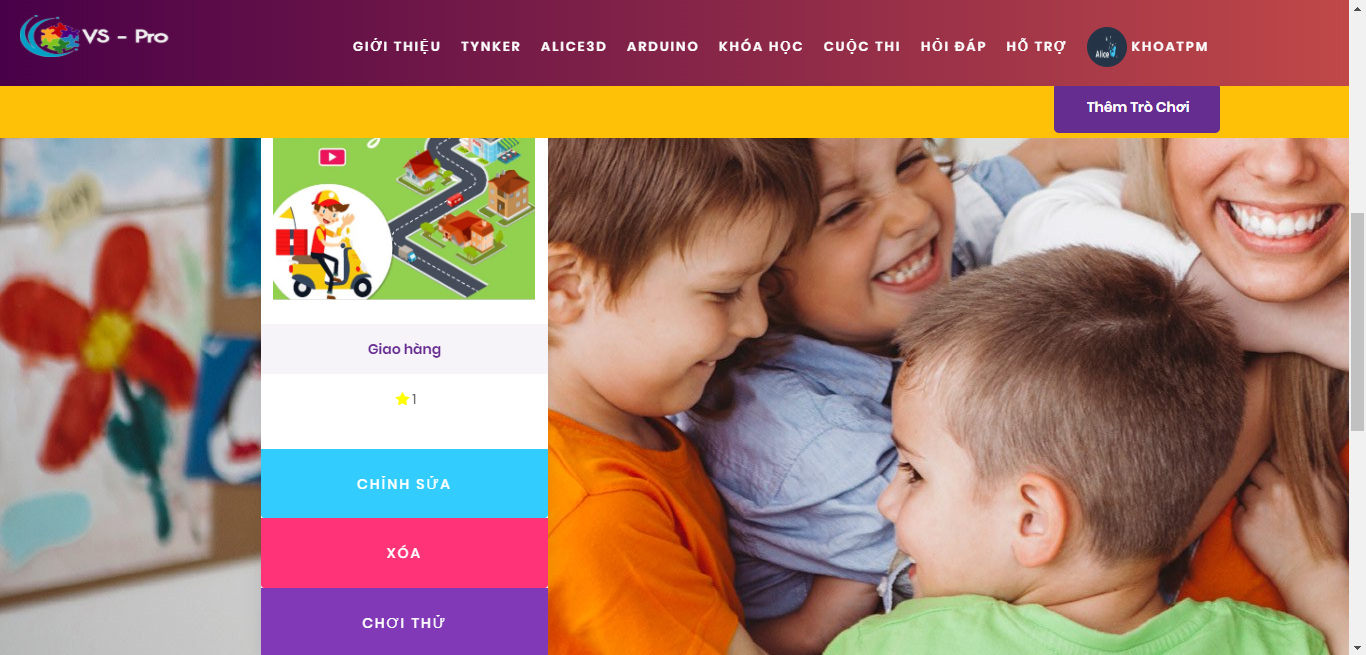 VS - Pro
GIỚI THIỆU TYNKER ALICE3D ARDUINO KHÓA HỌC CUỘC THI HỎI ĐÁP HỖ TRỢ Alice KHOATPM
Thêm Trò Chơi
Giao hàng
1
CHỈNH SỬA
XÓA
CHƠI THỬ